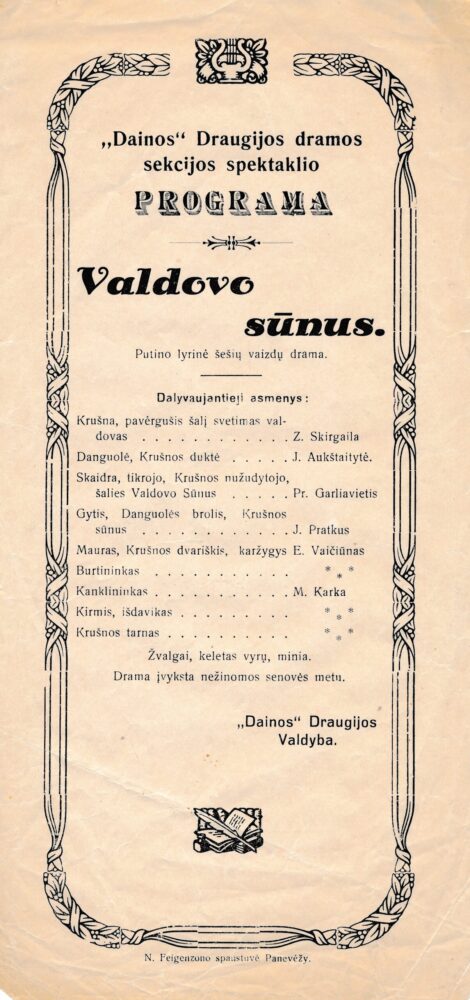 „Dainos“ Draugijos dramos
sekcijos spektaklio
PROGRAMA
Valdovo
sūnus.
Putino lyrinė šešių vaizdų drama.
Dalyvaujantieji asmenys:
Krušna, pavėrgušis šalį svetimas val-
dovas . . . . . . . . . . . . Z. Skirgaila
Danguolė, Krušnos duktė . . . . . J. Aukštaitytė.
Skaidra, tikrojo, Krušnos nužudytojo,
šalies Valdovo Sūnus . . . . . Pr. Garliavietis
Gytis, Danguolės brolis, Krušnos
sūnus . . . . . . . . . . . . J. Pratkus
Mauras, Krušnos dvariškis, karžygys E. Vaičiūnas
Burtininkas . . . . . . . . . . . * * *
Kanklininkas . . . . . . . . . . . M. Karka
Kirmis, išdavikas . . . . . . . . . * * *
Krušnos tarnas . . . . . . . . . . * * *
Žvalgai, keletas vyrų, minia.
Drama įvyksta nežinomos senovės metu.
„Dainos“ Draugijos
Valdyba.
N. Feigenzono spaustuvė Panevėžy.